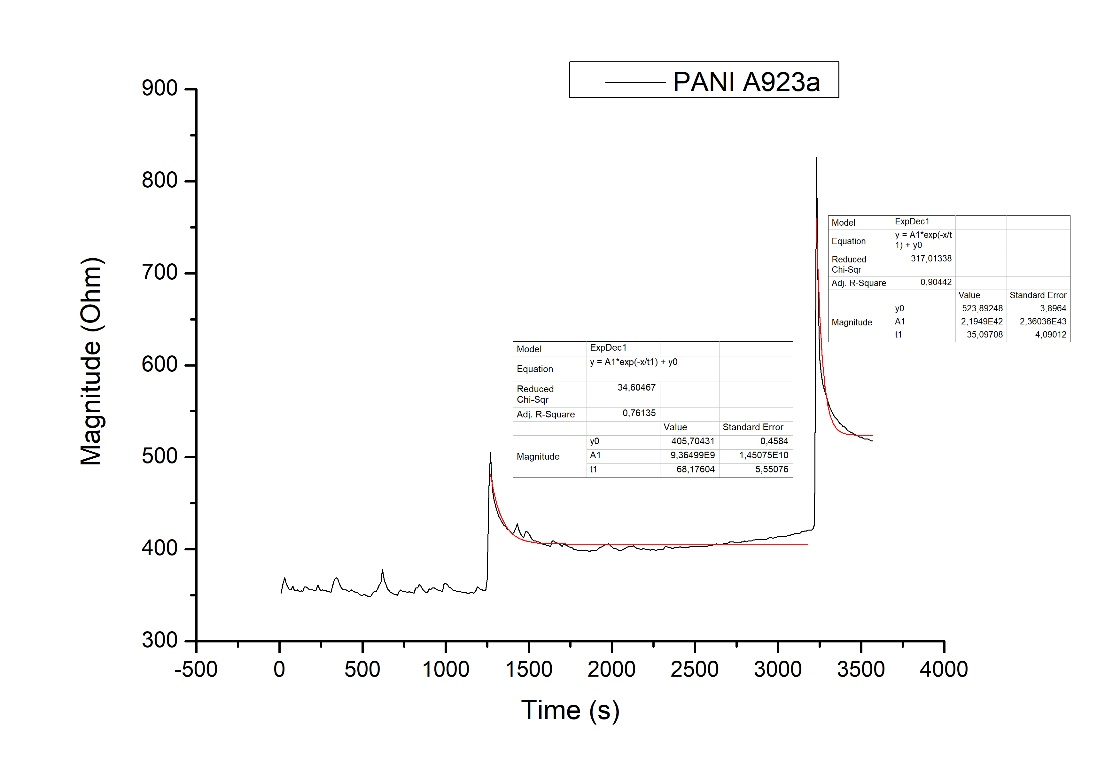 PANI A923a
900
800
700
600
500
400
300
-500 0 500 1000 1500 2000 2500 3000 3500 4000
Magnitude (Ohm)
Time (s)
Model ExpDec1
Equation y = A1*exp(-x/t1) + y0
Reduced 34,60467
Chi-Sqr
Adj. R-Square 0,76135
Value Standard Error
y0 405,70431 0,4584
Magnitude A1 9,36499E9 1,45075E10
t1 68,17604 5,55076
Model ExpDec1
Equation y = A1*exp(-x/t
1) + y0
Reduced 317,01338
Chi-Sqr
Adj. R-Square 0,90442
Value Standard Error
y0 523,89248 3,8964
Magnitude A1 2,1949E42 2,36036E43
t1 35,09708 4,09012